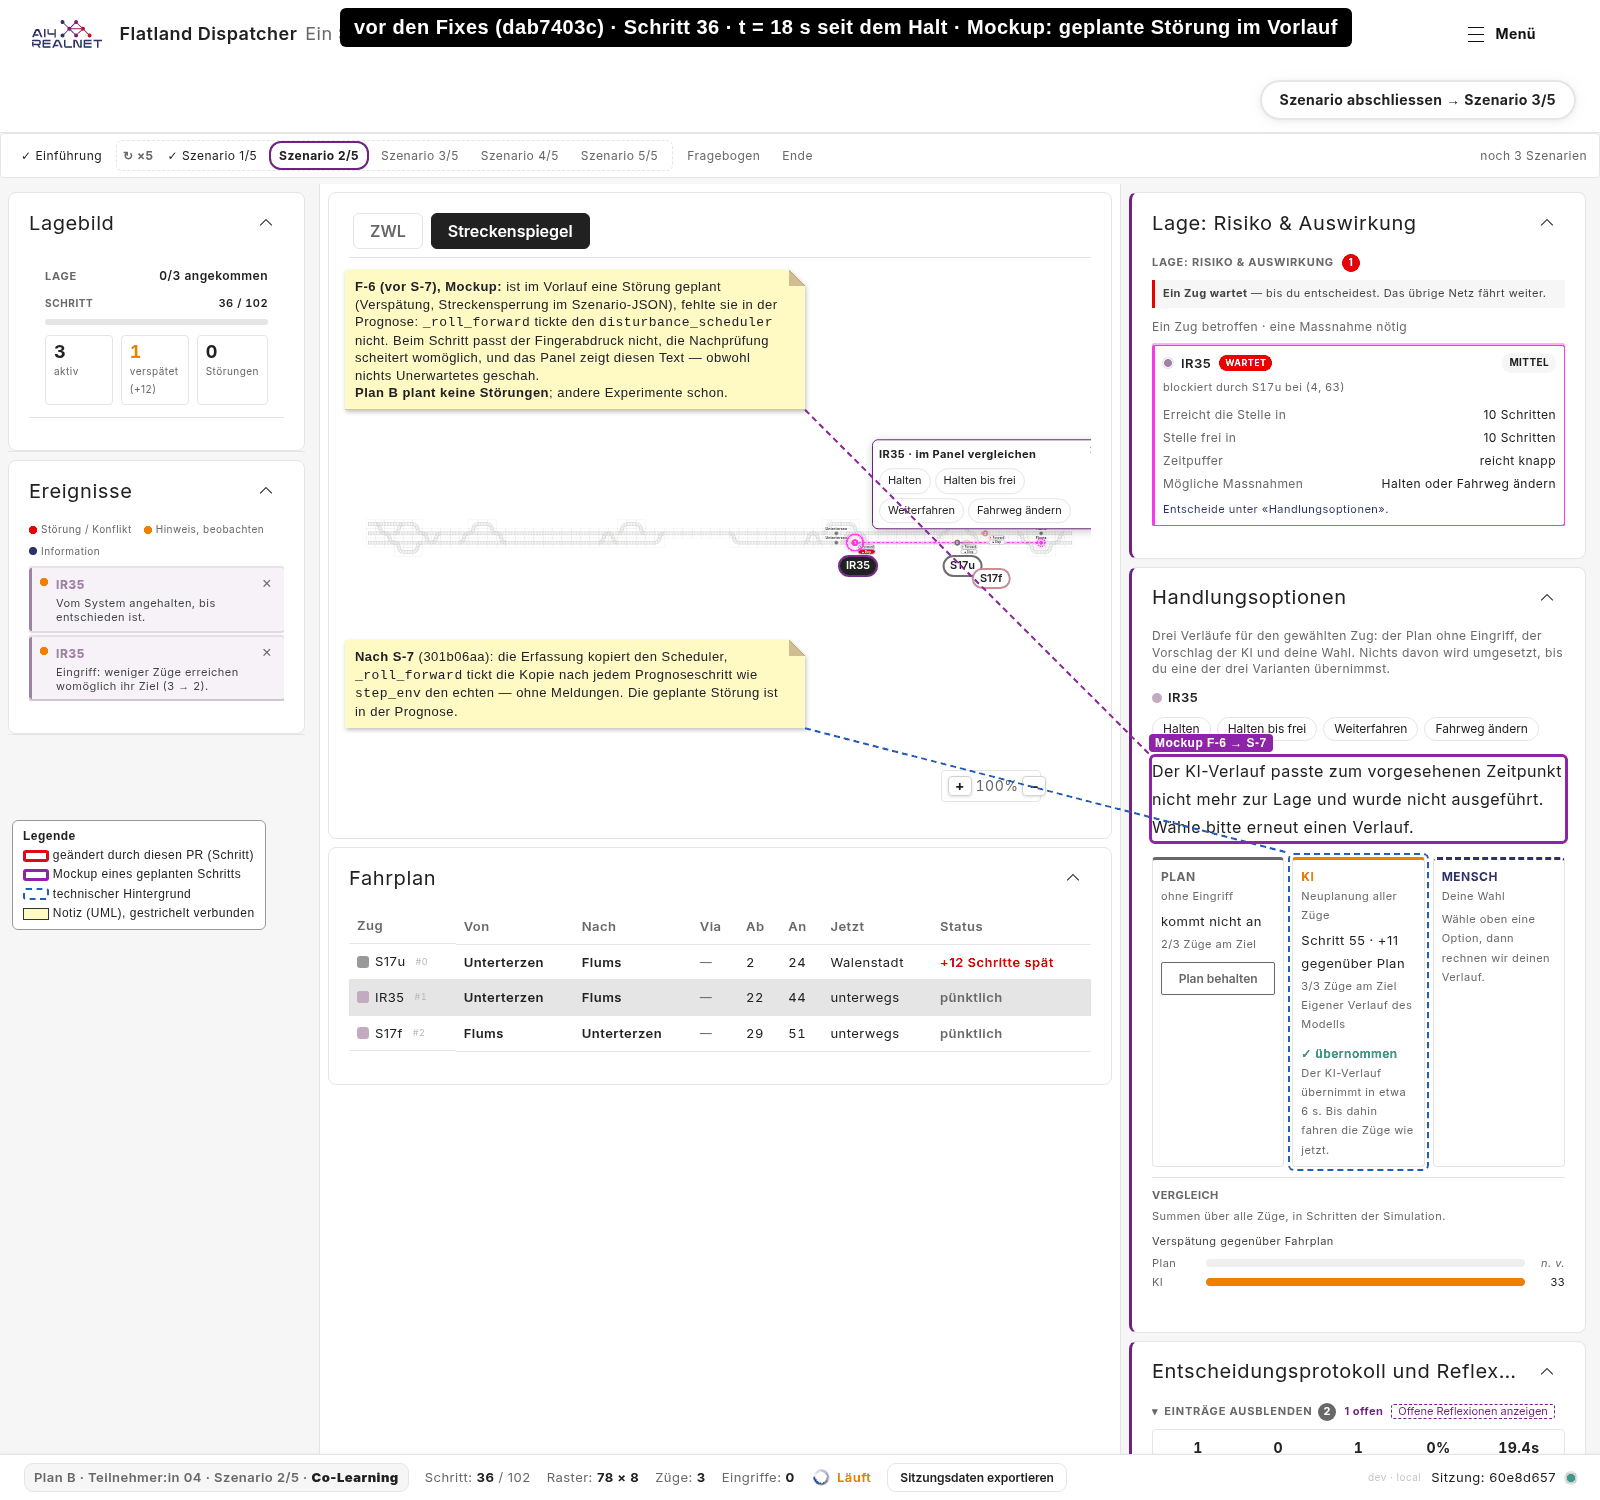 AI4 REALNET
Flatland Dispatcher Ein
vor den Fixes (dab7403c) · Schritt 36 · t = 18 s seit dem Halt · Mockup: geplante Störung im Vorlauf
Menü
Szenario abschliessen → Szenario 3/5
✓ Einführung ↻ ×5 ✓ Szenario 1/5 Szenario 2/5 Szenario 3/5 Szenario 4/5 Szenario 5/5 Fragebogen Ende noch 3 Szenarien
Lagebild
LAGE 0/3 angekommen
SCHRITT 36 / 102
3 1 0
aktiv verspätet Störungen
(+12)
Ereignisse
Störung / Konflikt Hinweis, beobachten
Information
IR35 ×
Vom System angehalten, bis
entschieden ist.
IR35 ×
Eingriff: weniger Züge erreichen
womöglich ihr Ziel (3 → 2).
Legende
geändert durch diesen PR (Schritt)
Mockup eines geplanten Schritts
technischer Hintergrund
Notiz (UML), gestrichelt verbunden
ZWL Streckenspiegel
F-6 (vor S-7), Mockup: ist im Vorlauf eine Störung geplant
(Verspätung, Streckensperrung im Szenario-JSON), fehlte sie in der
Prognose: _roll_forward tickte den disturbance_scheduler
nicht. Beim Schritt passt der Fingerabdruck nicht, die Nachprüfung
scheitert womöglich, und das Panel zeigt diesen Text — obwohl
nichts Unerwartetes geschah.
Plan B plant keine Störungen; andere Experimente schon.
IR35 · im Panel vergleichen
Halten Halten bis frei
Weiterfahren Fahrweg ändern
IR35 S17u
S17f
Nach S-7 (301b06aa): die Erfassung kopiert den Scheduler,
_roll_forward tickt die Kopie nach jedem Prognoseschritt wie
step_env den echten — ohne Meldungen. Die geplante Störung ist
in der Prognose.
+ 100% −
Fahrplan
Zug Von Nach Via Ab An Jetzt Status
S17u #0 Unterterzen Flums — 2 24 Walenstadt +12 Schritte spät
IR35 #1 Unterterzen Flums — 22 44 unterwegs pünktlich
S17f #2 Flums Unterterzen — 29 51 unterwegs pünktlich
Lage: Risiko & Auswirkung
LAGE: RISIKO & AUSWIRKUNG 1
Ein Zug wartet — bis du entscheidest. Das übrige Netz fährt weiter.
Ein Zug betroffen · eine Massnahme nötig
IR35 WARTET MITTEL
blockiert durch S17u bei (4, 63)
Erreicht die Stelle in 10 Schritten
Stelle frei in 10 Schritten
Zeitpuffer reicht knapp
Mögliche Massnahmen Halten oder Fahrweg ändern
Entscheide unter «Handlungsoptionen».
Handlungsoptionen
Drei Verläufe für den gewählten Zug: der Plan ohne Eingriff, der
Vorschlag der KI und deine Wahl. Nichts davon wird umgesetzt, bis
du eine der drei Varianten übernimmst.
IR35
Halten Halten bis frei Weiterfahren Fahrweg ändern
Mockup F-6 → S-7
Der KI-Verlauf passte zum vorgesehenen Zeitpunkt
nicht mehr zur Lage und wurde nicht ausgeführt.
Wähle bitte erneut einen Verlauf.
PLAN
ohne Eingriff
kommt nicht an
2/3 Züge am Ziel
Plan behalten
KI
Neuplanung aller
Züge
Schritt 55 · +11
gegenüber Plan
3/3 Züge am Ziel
Eigener Verlauf des
Modells
✓ übernommen
Der KI-Verlauf
übernimmt in etwa
6 s. Bis dahin
fahren die Züge wie
jetzt.
MENSCH
Deine Wahl
Wähle oben eine
Option, dann
rechnen wir deinen
Verlauf.
VERGLEICH
Summen über alle Züge, in Schritten der Simulation.
Verspätung gegenüber Fahrplan
Plan n. v.
KI 33
Entscheidungsprotokoll und Reflex...
▾ EINTRÄGE AUSBLENDEN 2 1 offen Offene Reflexionen anzeigen
1 0 1 0% 19.4s
Plan B · Teilnehmer:in 04 · Szenario 2/5 · Co-Learning Schritt: 36 / 102 Raster: 78 × 8 Züge: 3 Eingriffe: 0 Läuft Sitzungsdaten exportieren dev · local Sitzung: 60e8d657